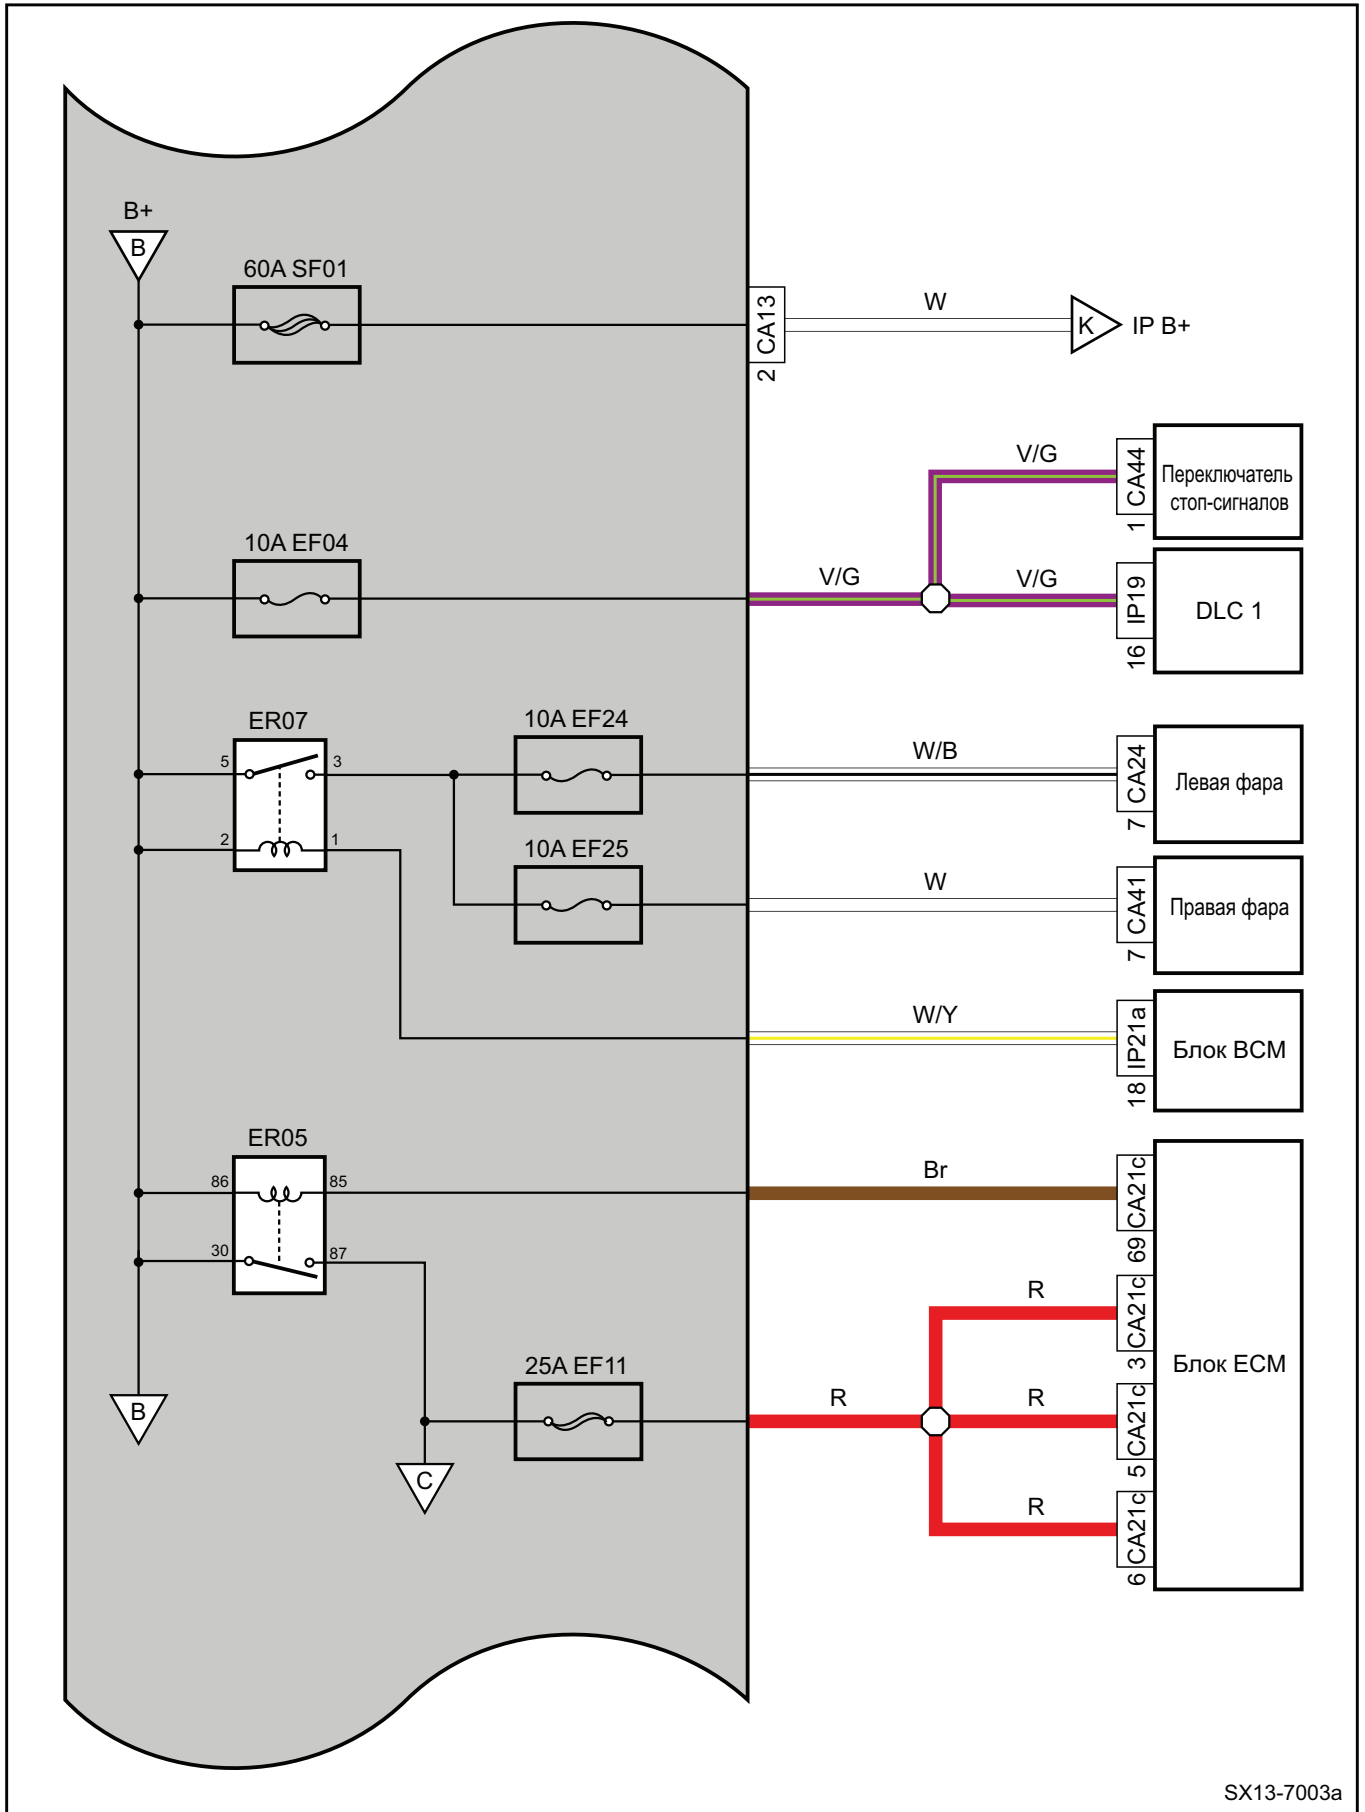 B+
B
60A SF01
CA13
2
W
K
IP B+
V/G
CA44
1
Переключатель
стоп-сигналов
10A EF04
V/G
V/G
IP19
16
DLC 1
ER07
5
3
2
1
10A EF24
W/B
CA24
7
Левая фара
10A EF25
W
CA41
7
Правая фара
W/Y
IP21a
18
Блок BCM
ER05
86
85
30
87
Br
CA21c
69
R
CA21c
3
Блок ECM
25A EF11
R
R
CA21c
5
B
C
R
CA21c
6
SX13-7003a